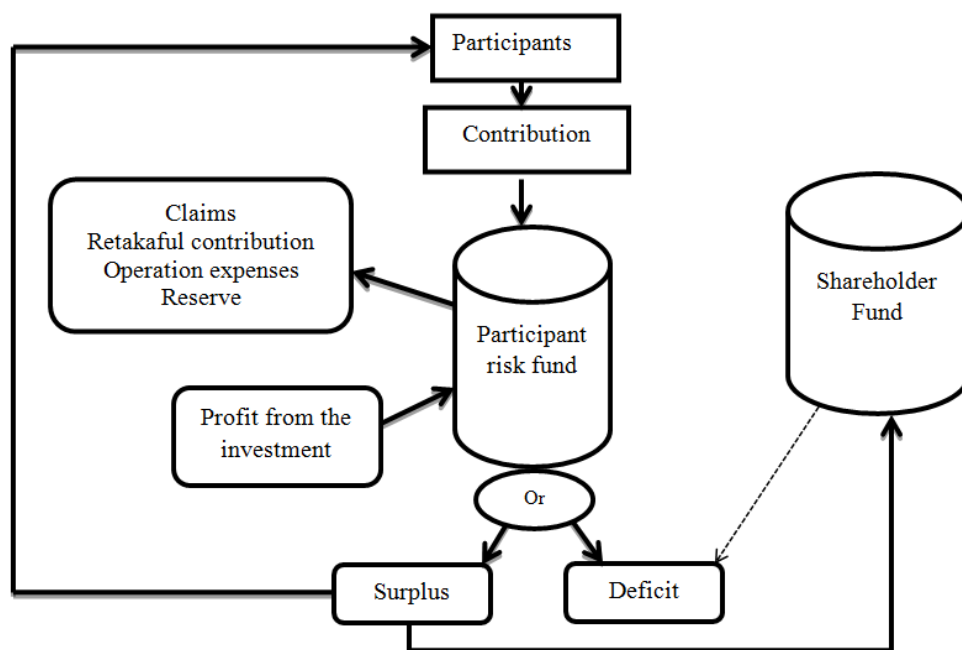 Participants
Contribution
Claims
Retakaful contribution
Operation expenses
Reserve
Shareholder
Fund
Participant
risk fund
Profit from the
investment
Or
Surplus
Deficit